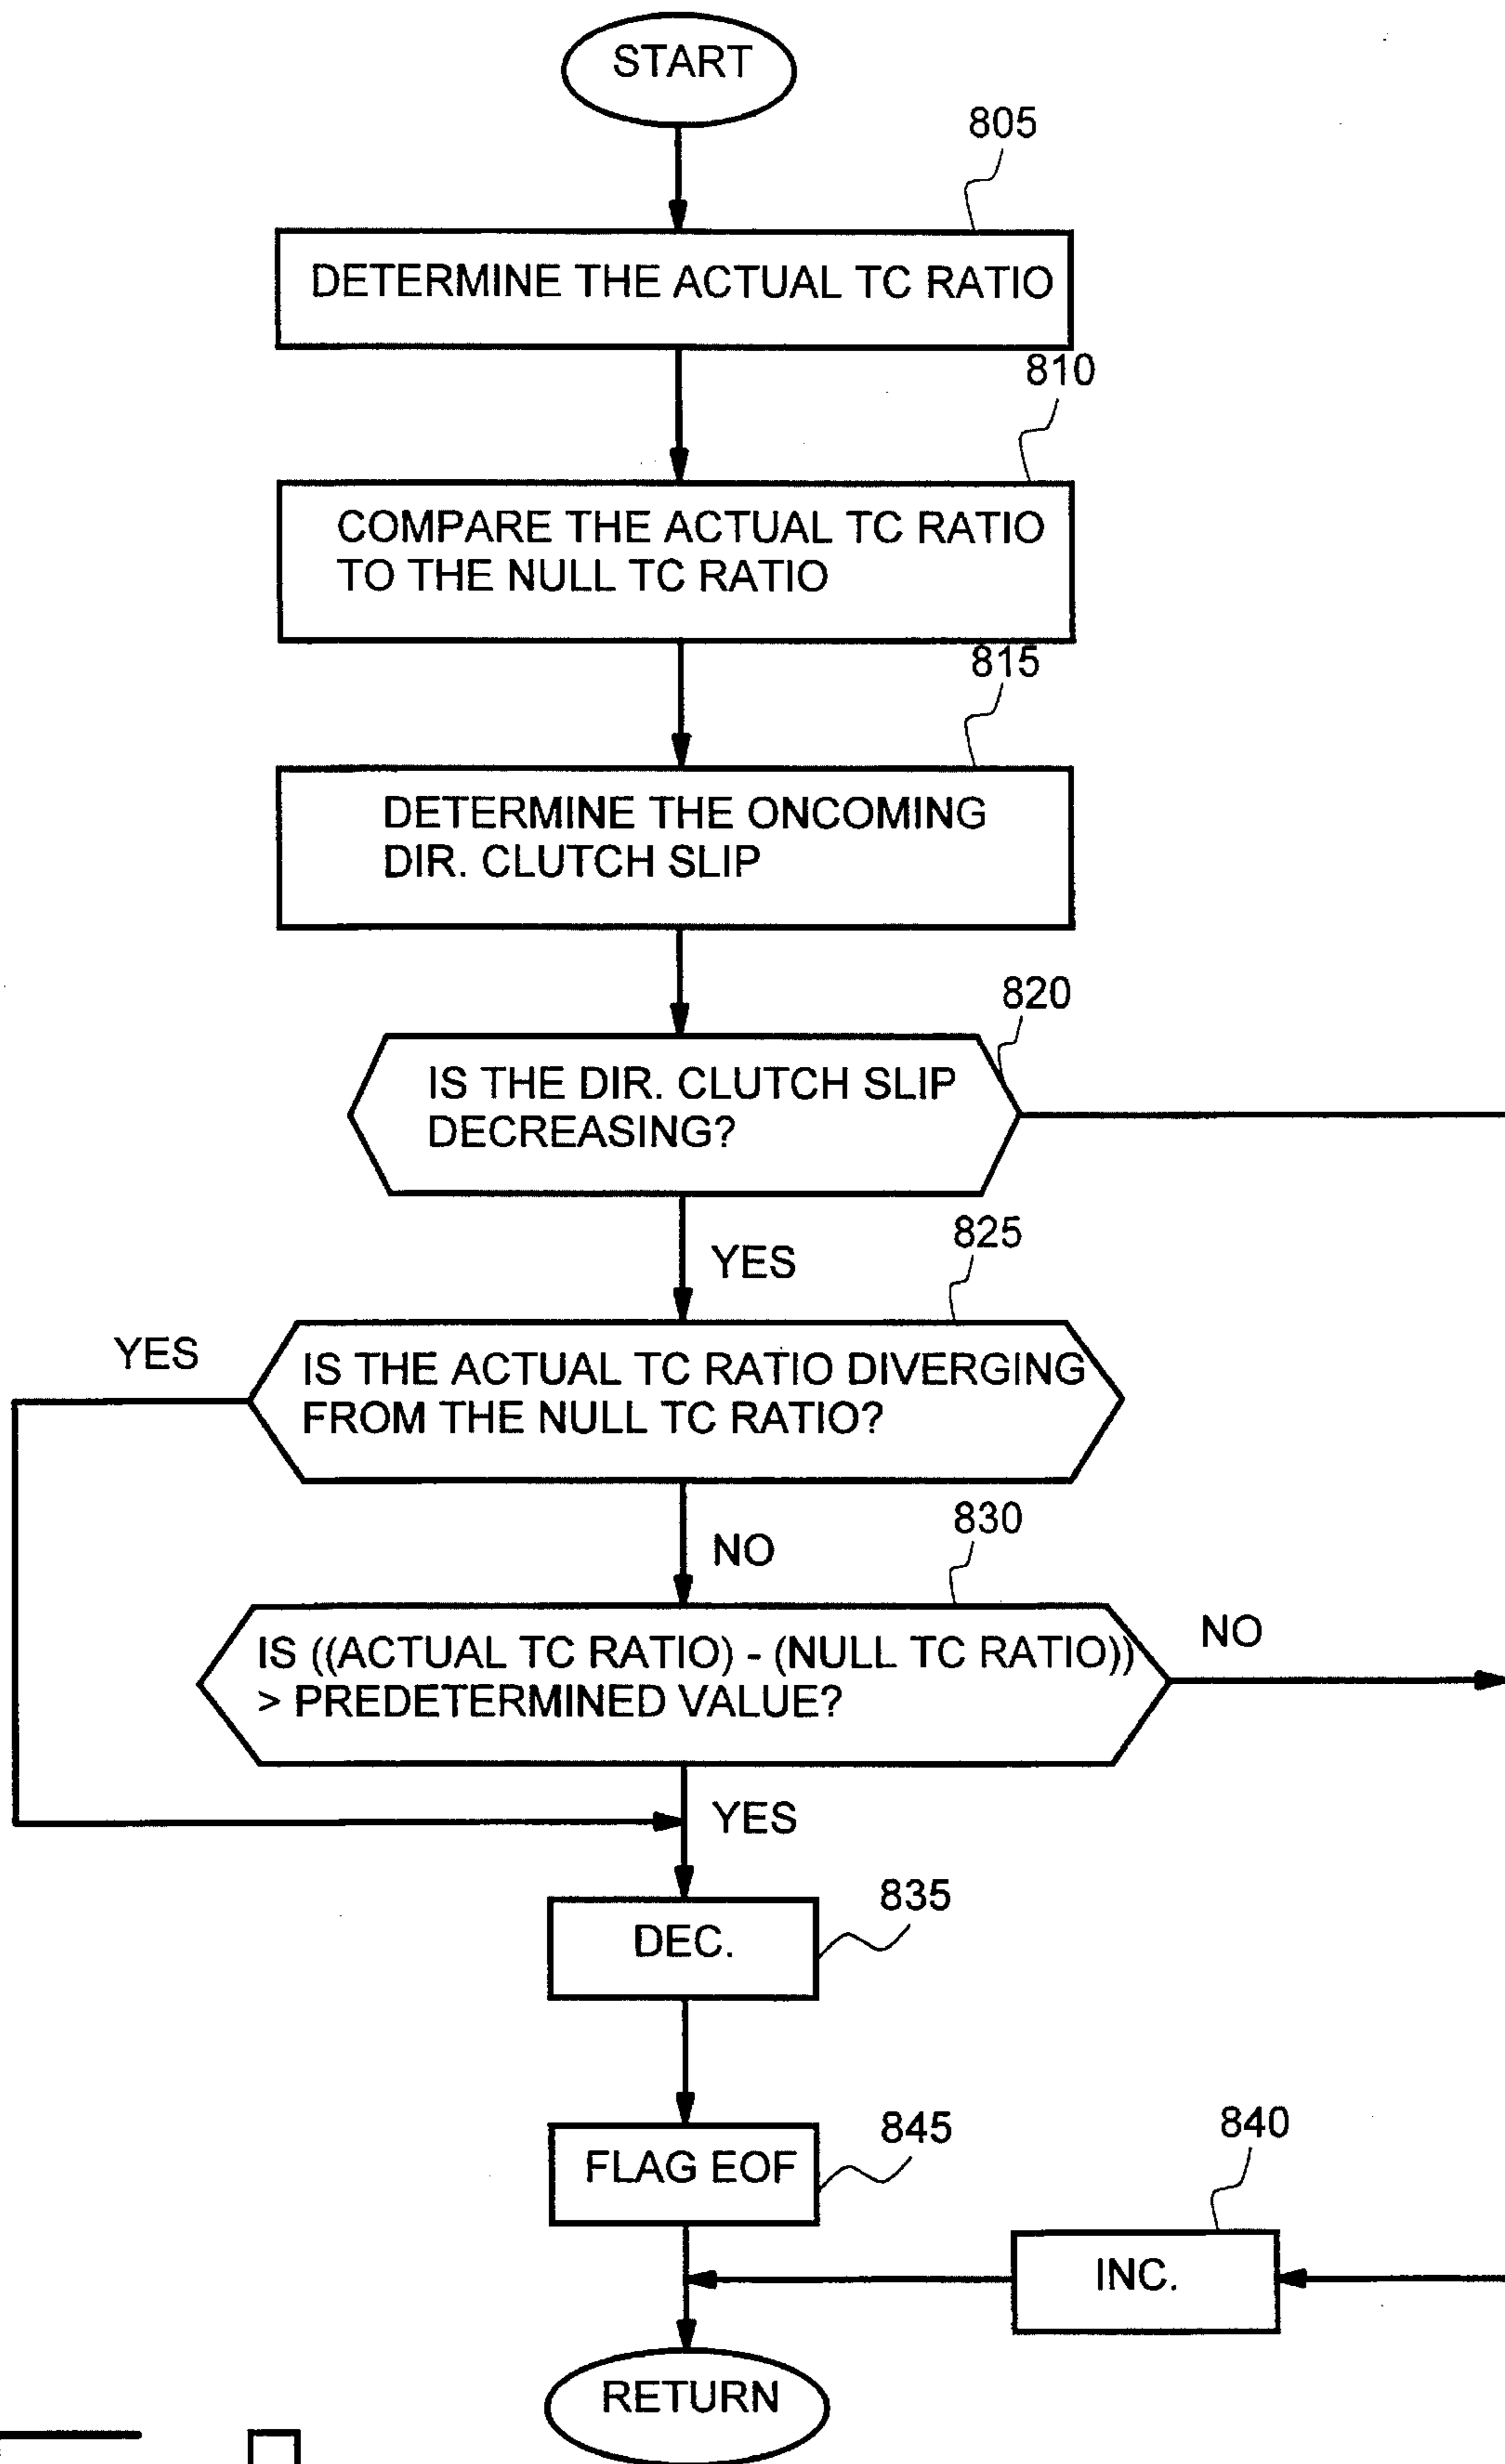 START
805
DETERMINE THE ACTUAL TC RATIO
810
COMPARE THE ACTUAL TC RATIO
TO THE NULL TC RATIO
815
DETERMINE THE ONCOMING
DIR. CLUTCH SLIP
820
IS THE DIR. CLUTCH SLIP
DECREASING?
YES
825
YES
IS THE ACTUAL TC RATIO DIVERGING
FROM THE NULL TC RATIO?
NO
830
IS ((ACTUAL TC RATIO) - (NULL TC RATIO))
> PREDETERMINED VALUE?
NO
YES
835
DEC.
845
FLAG EOF
840
INC.
RETURN